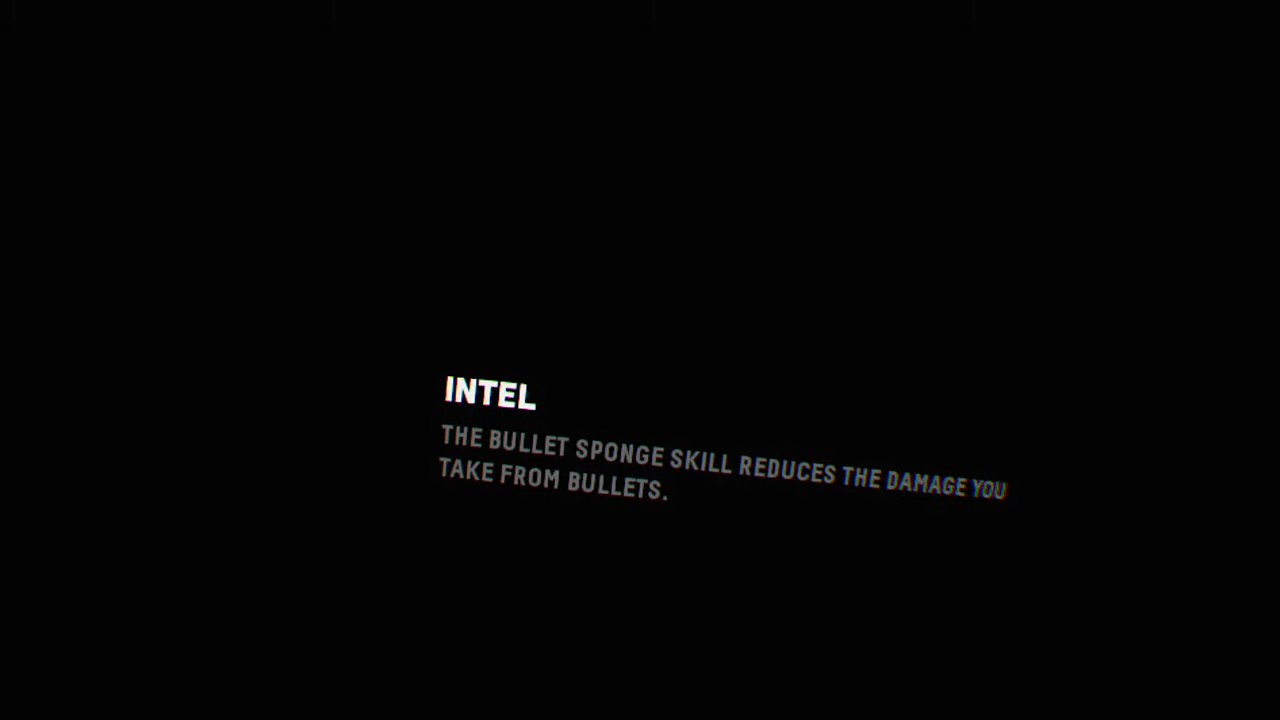 INTEL
THE BULLET SPONGE SKILL REDUCES THE DAMAGE YOU
TAKE FROM BULLETS.